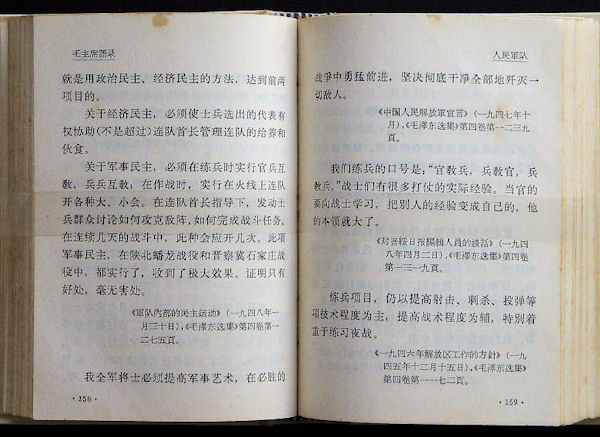 毛主席語录
就是用政治民主、经济民主的方法，达到前兩
项目的。
关于经济民主，必须使士兵选出的代表有
权协助（不是超过）连队首长管理连队的给养和
伙食。
关于军事民主，必须在练兵时实行官兵互
教，兵兵互教；在作战时，实行在火线上连队
开各种大、小会。在连队首长指导下，发动士
兵群众讨论如何攻克敌阵，如何完成战斗任务。
在连续几天的战斗中，此种会应开几次。此项
军事民主，在陕北蟠龙战役和晋察冀石家庄战
役中，都实行了，收到了极大效果。证明只有
好处，毫无害处。
《軍队內部的民主运动》（一九四八年一
月三十日），《毛澤东选集》第四卷第一
二七五頁。
我全军将士必须提高军事艺术，在必胜的
·158·
人民軍队
战争中勇猛前进，坚决彻底干净全部地歼灭一
切敌人。
《中国人民解放軍宣言》（一九四七年十
月），《毛澤东选集》第四卷第一二三九
頁。
我们练兵的口号是：“官教兵，兵教官，兵
教兵。”战士们有很多打仗的实际经验。当官的
要向战士学习，把别人的经验变成自己的，他
的本领就大了。
《对晋綏日报編輯人員的談話》（一九四
八年四月二日），《毛澤东选集》第四卷
第一三一九頁。
练兵项目，仍以提高射击、刺杀、投弹等
项技术程度为主，提高战术程度为辅，特别着
重于练习夜战。
《一九四六年解放区工作的方針》（一九
四五年十二月十五日），《毛澤东选集》
第四卷第一一七二頁。
·159·